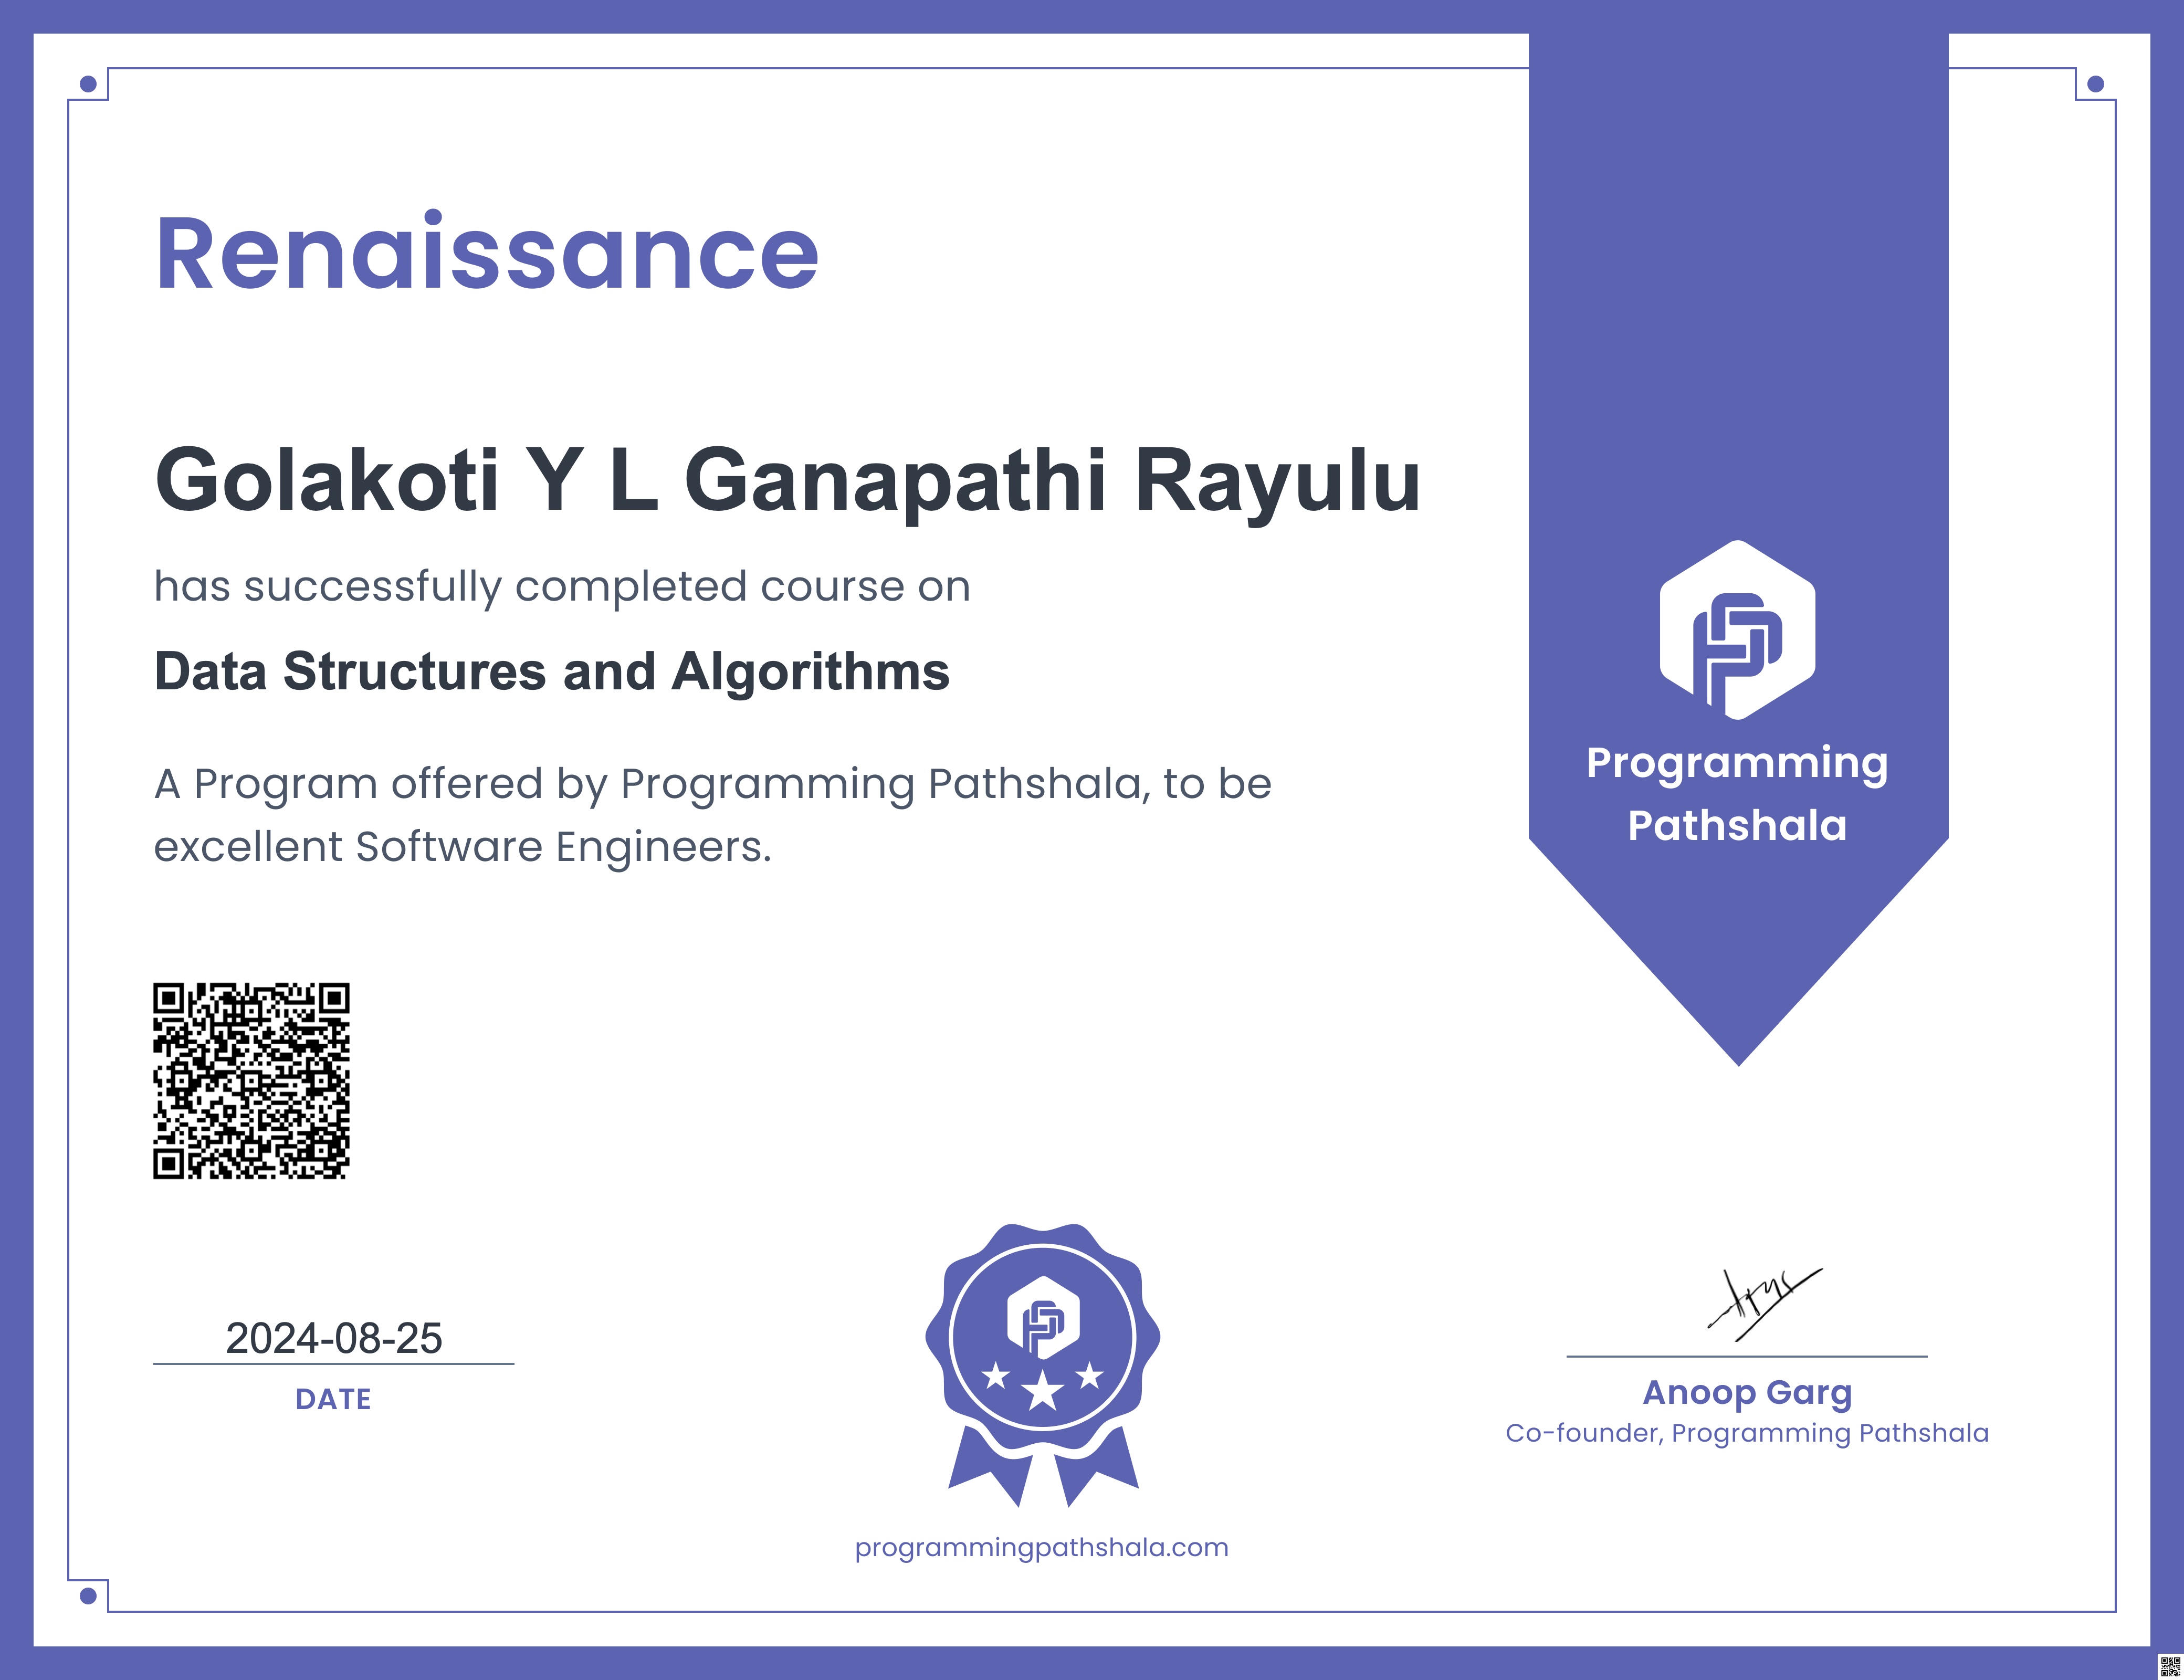 Renaissance
Golakoti Y L Ganapathi Rayulu
has successfully completed course on
Data Structures and Algorithms
A Program offered by Programming Pathshala, to be
excellent Software Engineers.
Programming
Pathshala
2024-08-25
DATE
Anoop Garg
Co-founder, Programming Pathshala
programmingpathshala.com